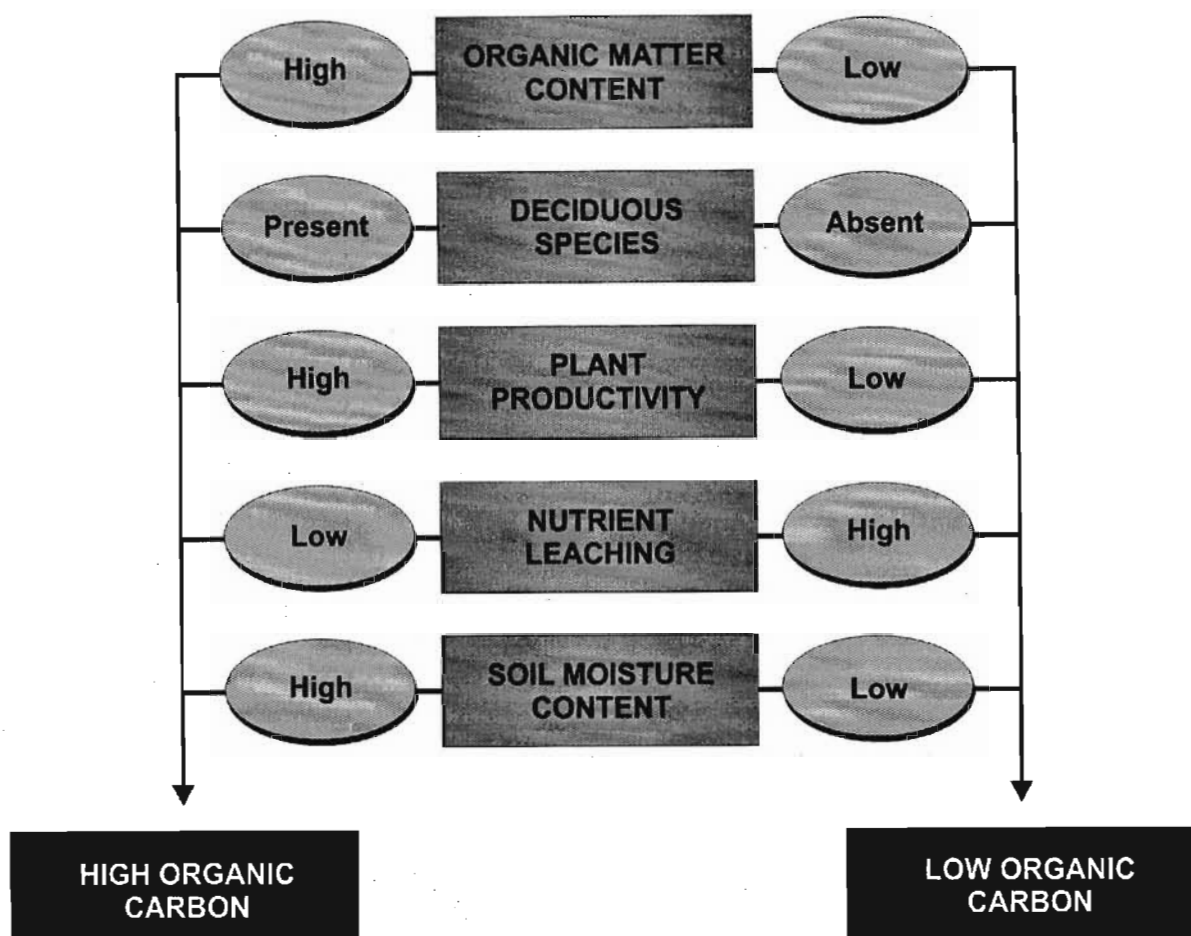 High
ORGANIC MATTER
CONTENT
Low
Present
DECIDUOUS
SPECIES
Absent
High
PLANT
PRODUCTIVITY
Low
Low
NUTRIENT
LEACHING
High
High
SOIL MOISTURE
CONTENT
Low
HIGH ORGANIC
CARBON
LOW ORGANIC
CARBON